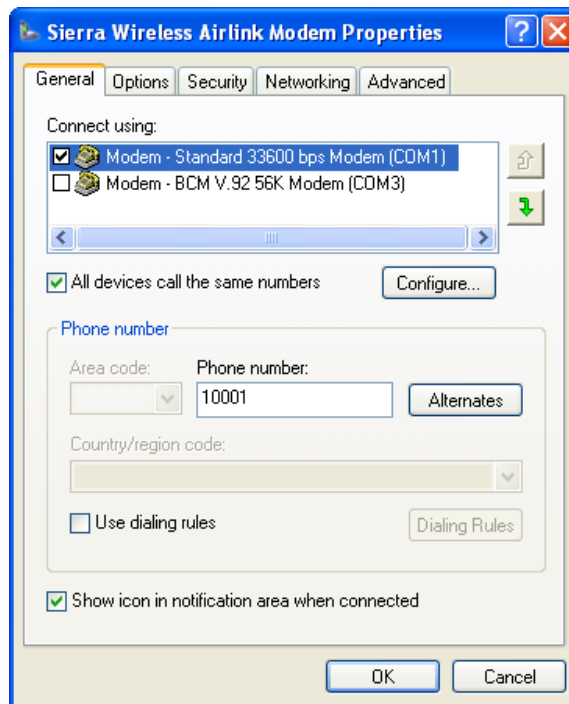 Sierra Wireless Airlink Modem Properties
General Options Security Networking Advanced
Connect using:
Modem - Standard 33600 bps Modem (COM1)
Modem - BCM V.92 56K Modem (COM3)
All devices call the same numbers Configure...
Phone number
Area code: Phone number:
10001 Alternates
Country/region code:
Use dialing rules Dialing Rules
Show icon in notification area when connected
OK Cancel